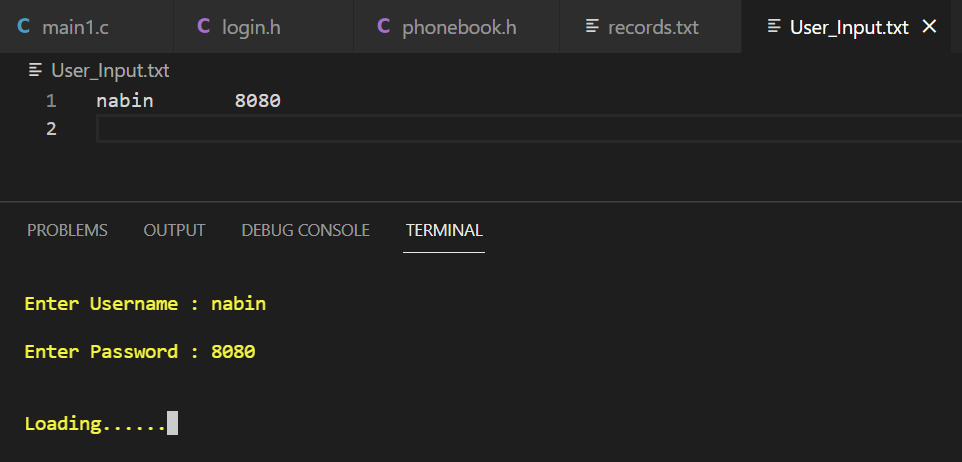 C main1.c C login.h C phonebook.h records.txt User_Input.txt ×
User_Input.txt
1 nabin 8080
2
PROBLEMS OUTPUT DEBUG CONSOLE TERMINAL
Enter Username : nabin
Enter Password : 8080
Loading......